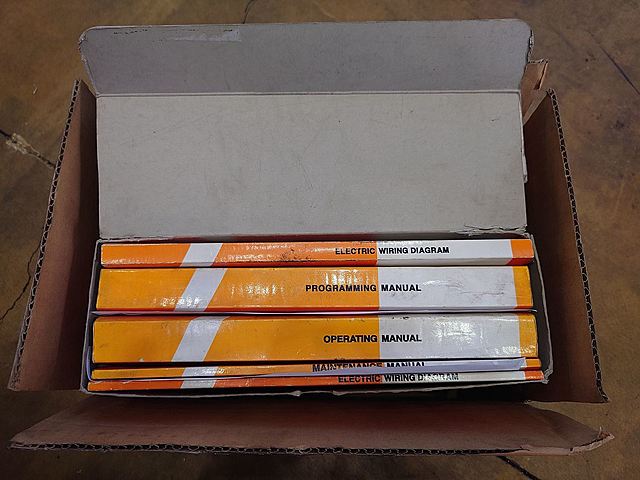 ELECTRIC WIRING DIAGRAM
PROGRAMMING MANUAL
OPERATING MANUAL
MAINTENANCE MANUAL
ELECTRIC WIRING DIAGRAM